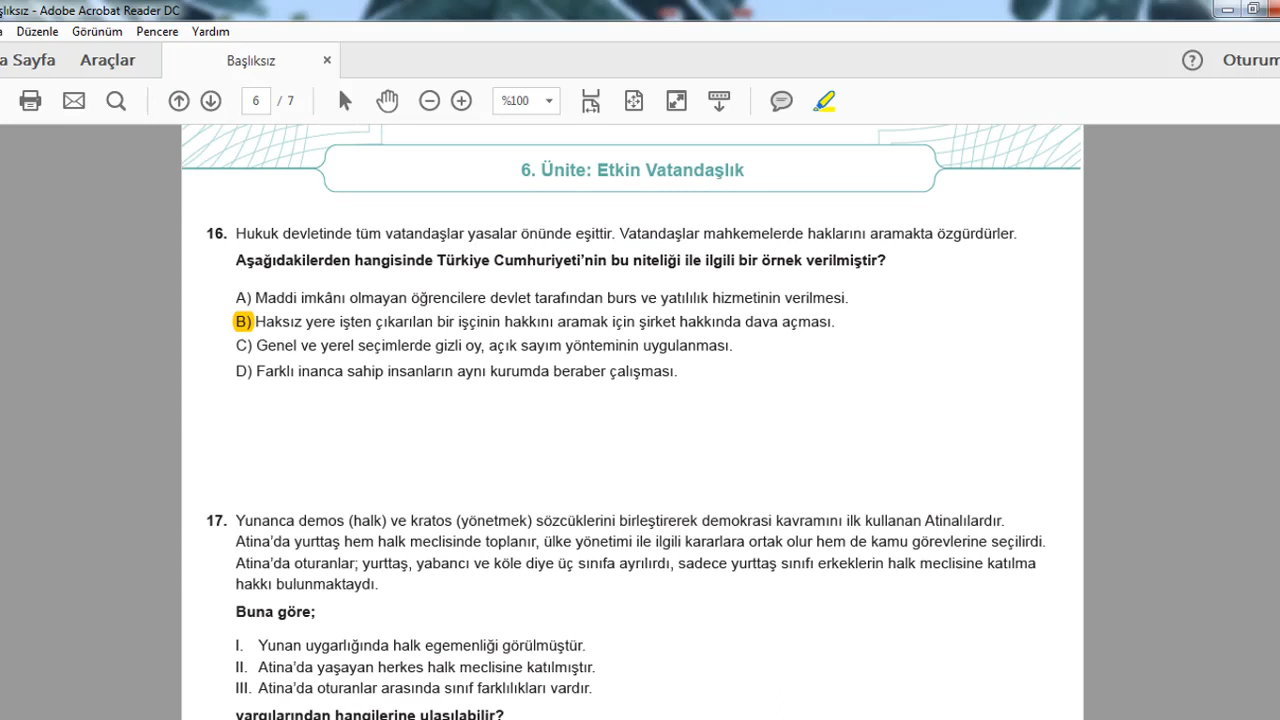 şlıksız - Adobe Acrobat Reader DC
a Düzenle Görünüm Pencere Yardım
a Sayfa Araçlar Başlıksız × ? Oturum
6 / 7 %100
6. Ünite: Etkin Vatandaşlık
16. Hukuk devletinde tüm vatandaşlar yasalar önünde eşittir. Vatandaşlar mahkemelerde haklarını aramakta özgürdürler.
Aşağıdakilerden hangisinde Türkiye Cumhuriyeti’nin bu niteliği ile ilgili bir örnek verilmiştir?
A) Maddi imkânı olmayan öğrencilere devlet tarafından burs ve yatılılık hizmetinin verilmesi.
B) Haksız yere işten çıkarılan bir işçinin hakkını aramak için şirket hakkında dava açması.
C) Genel ve yerel seçimlerde gizli oy, açık sayım yönteminin uygulanması.
D) Farklı inanca sahip insanların aynı kurumda beraber çalışması.
17. Yunanca demos (halk) ve kratos (yönetmek) sözcüklerini birleştirerek demokrasi kavramını ilk kullanan Atinalılardır.
Atina’da yurttaş hem halk meclisinde toplanır, ülke yönetimi ile ilgili kararlara ortak olur hem de kamu görevlerine seçilirdi.
Atina’da oturanlar; yurttaş, yabancı ve köle diye üç sınıfa ayrılırdı, sadece yurttaş sınıfı erkeklerin halk meclisine katılma
hakkı bulunmaktaydı.
Buna göre;
I. Yunan uygarlığında halk egemenliği görülmüştür.
II. Atina’da yaşayan herkes halk meclisine katılmıştır.
III. Atina’da oturanlar arasında sınıf farklılıkları vardır.
yargılarından hangilerine ulaşılabilir?